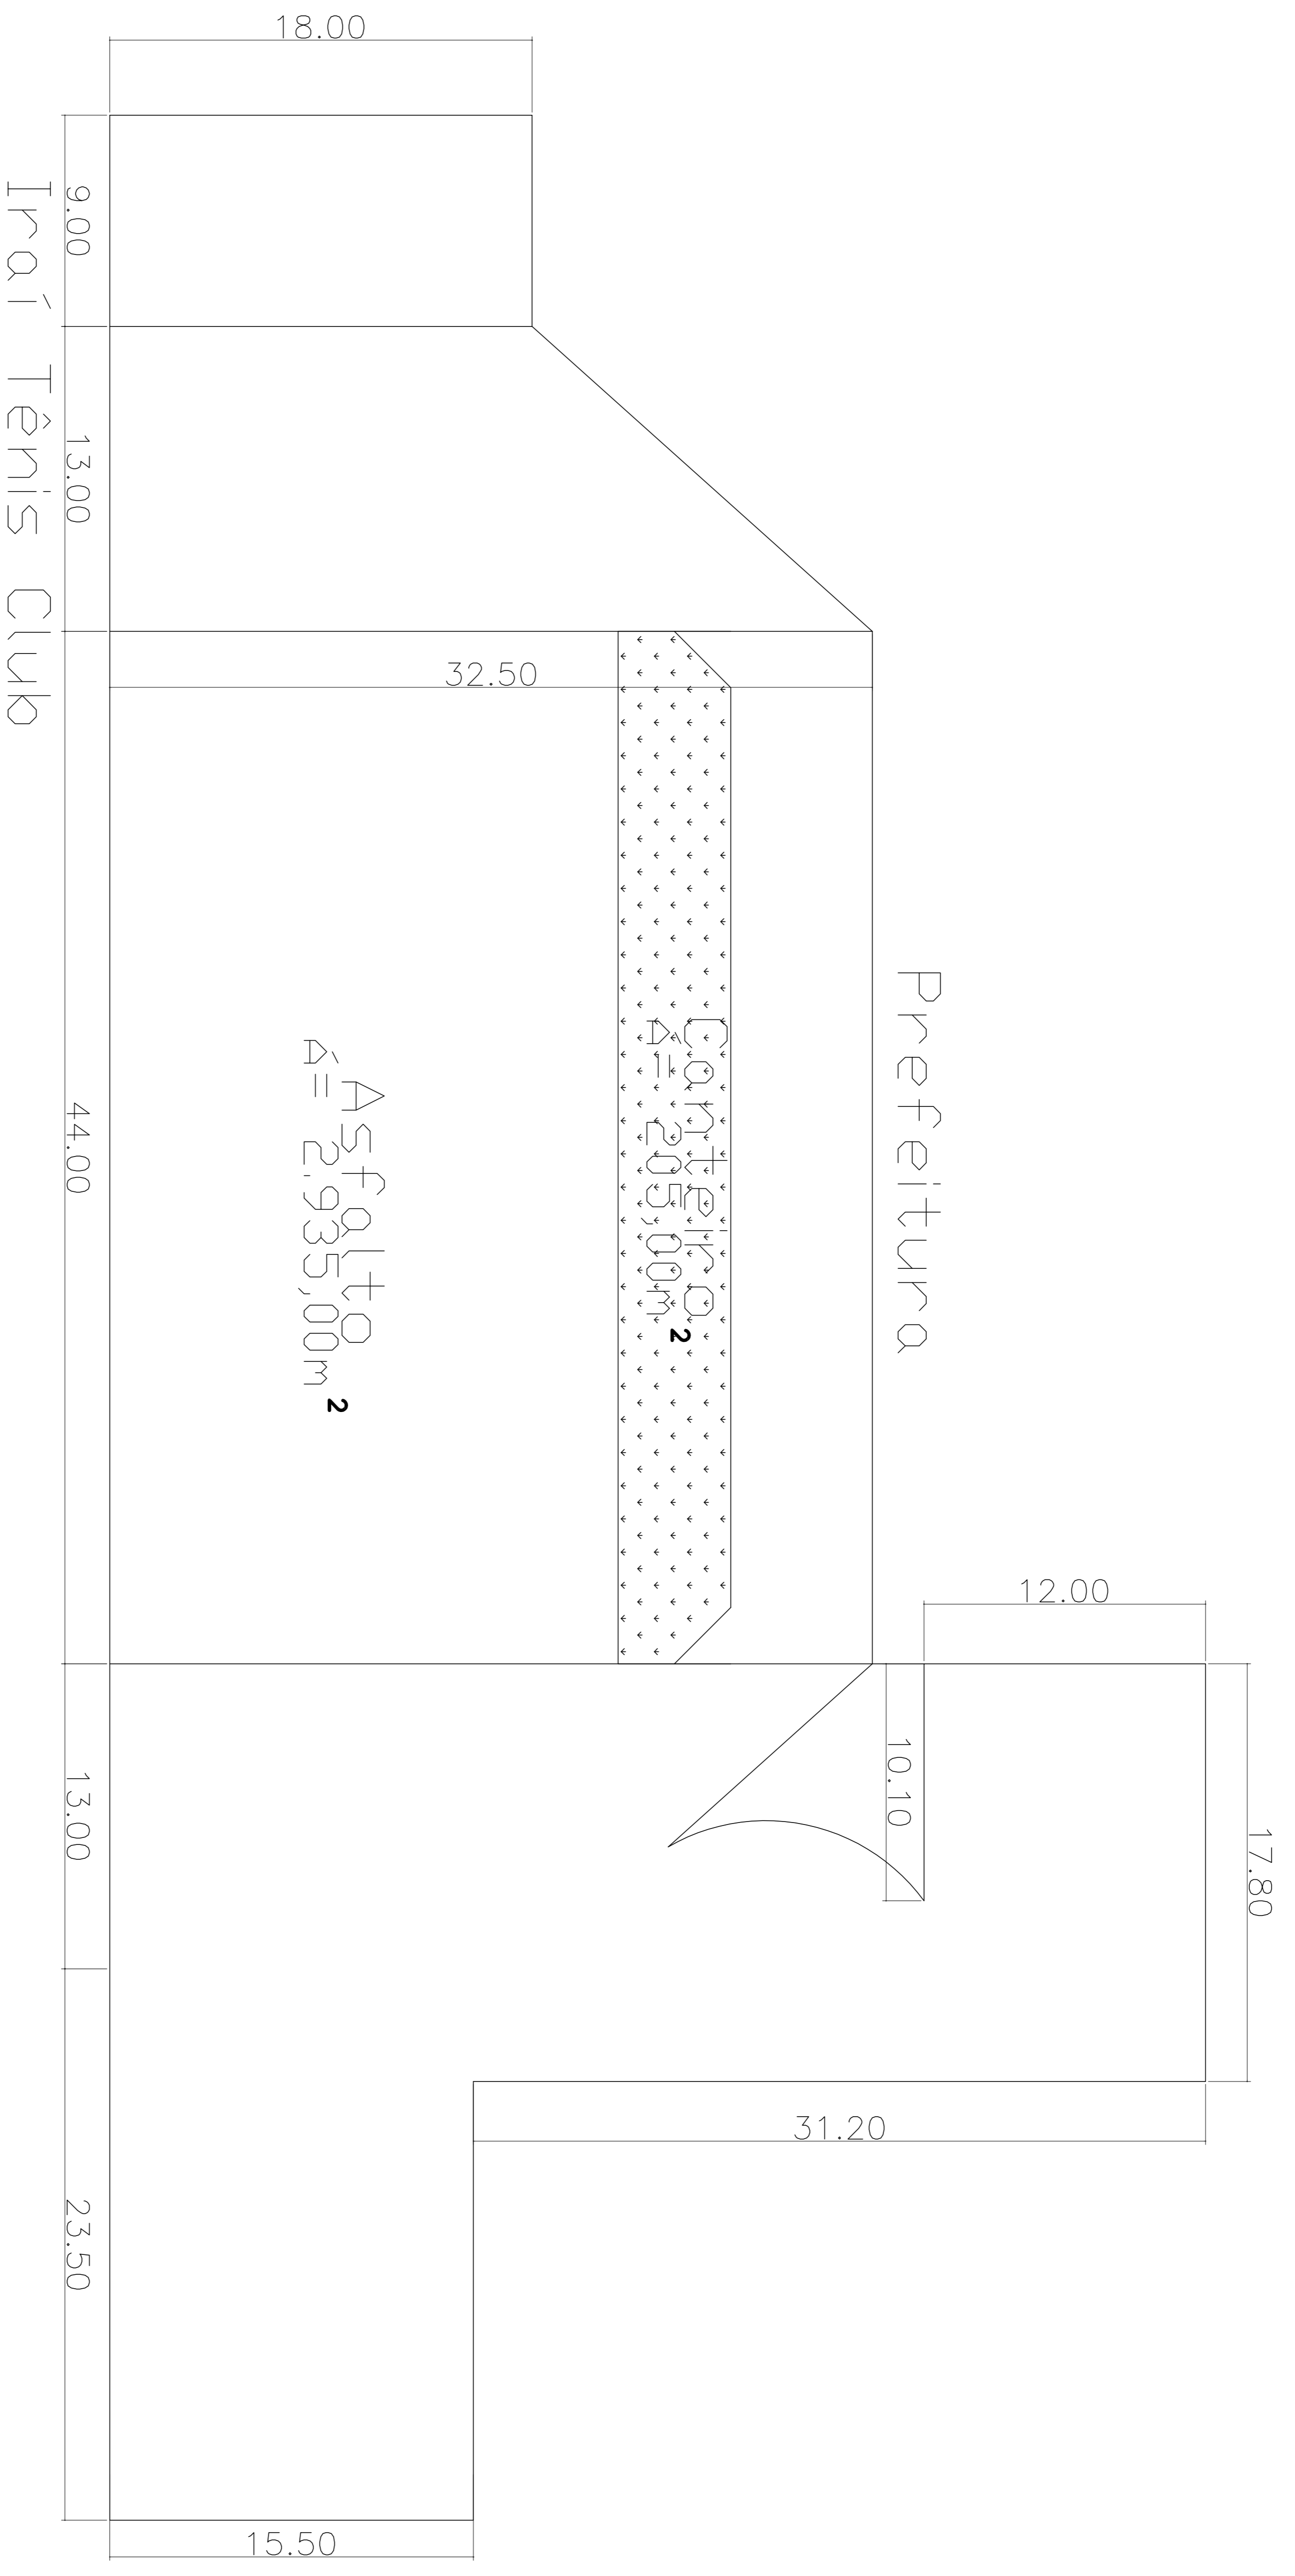 18.00
9.00
Iraí Tênis Club
13.00
32.50
Prefeitura
Canteiro
Á= 205,00m²
Asfalto
Á= 2.935,00m²
44.00
12.00
10.10
17.80
13.00
31.20
23.50
15.50